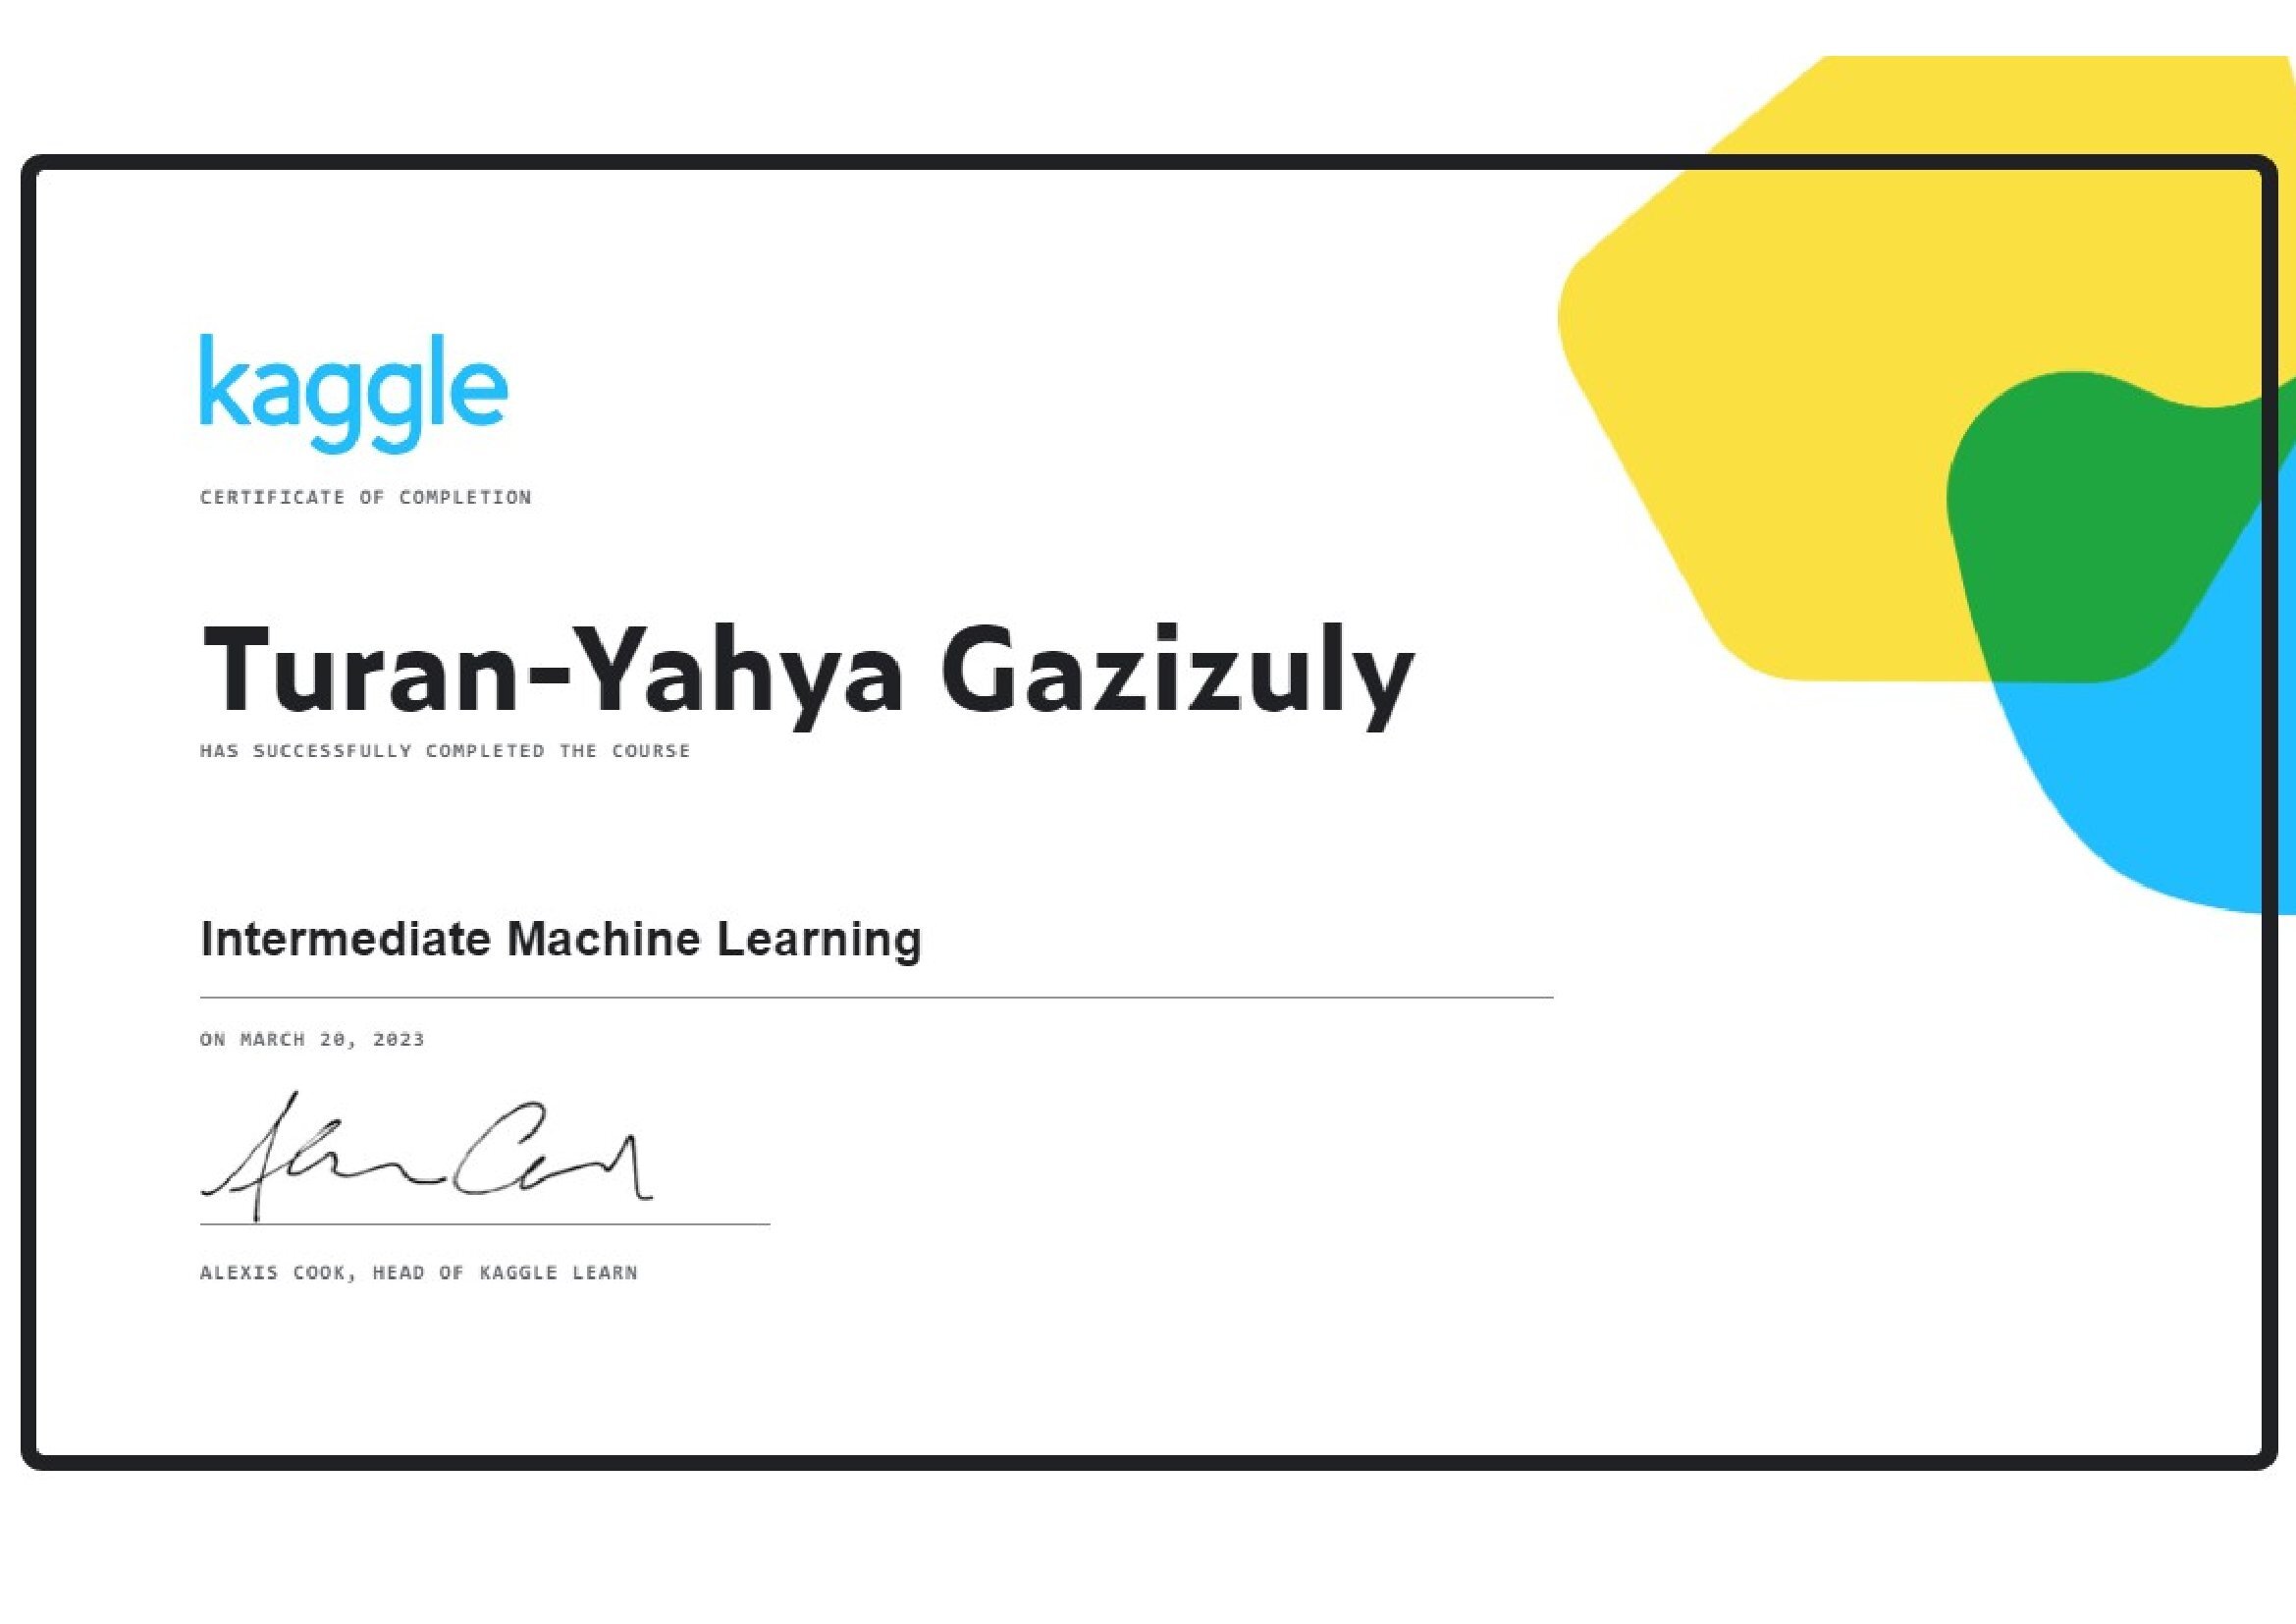 kaggle
CERTIFICATE OF COMPLETION
Turan-Yahya Gazizuly
HAS SUCCESSFULLY COMPLETED THE COURSE
Intermediate Machine Learning
ON MARCH 20, 2023
ALEXIS COOK, HEAD OF KAGGLE LEARN